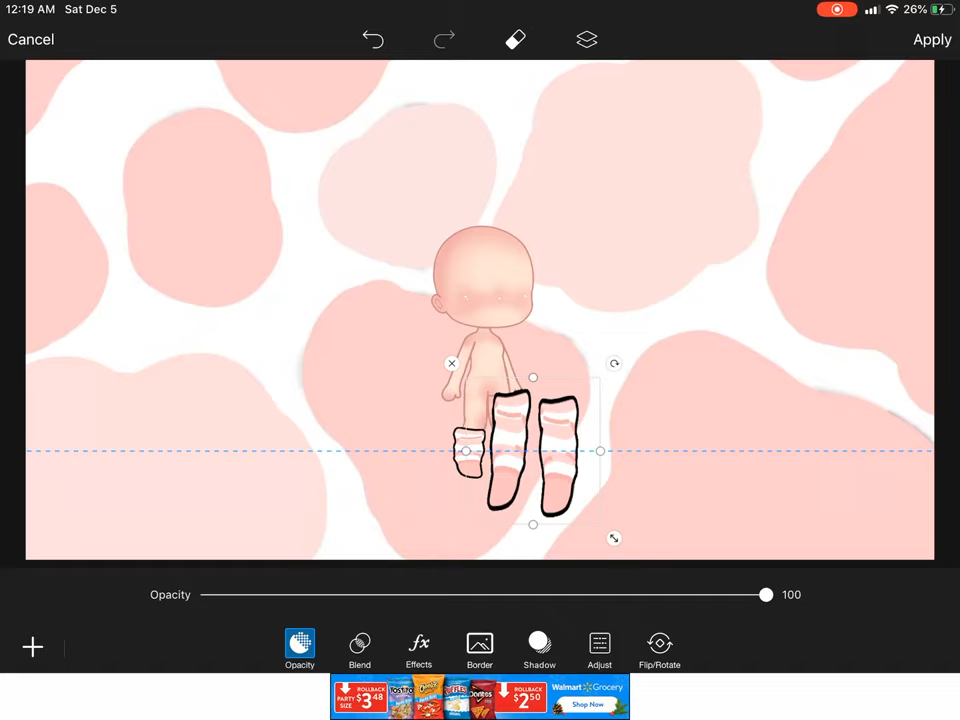 12:19 AM Sat Dec 5
26%
Cancel
Apply
Opacity 100
Opacity
Blend
fx
Effects
Border
Shadow
Adjust
Flip/Rotate
ROLLBACK
PARTY SIZE
$3 48
ROLLBACK
$2 50
Walmart Grocery
Shop Now